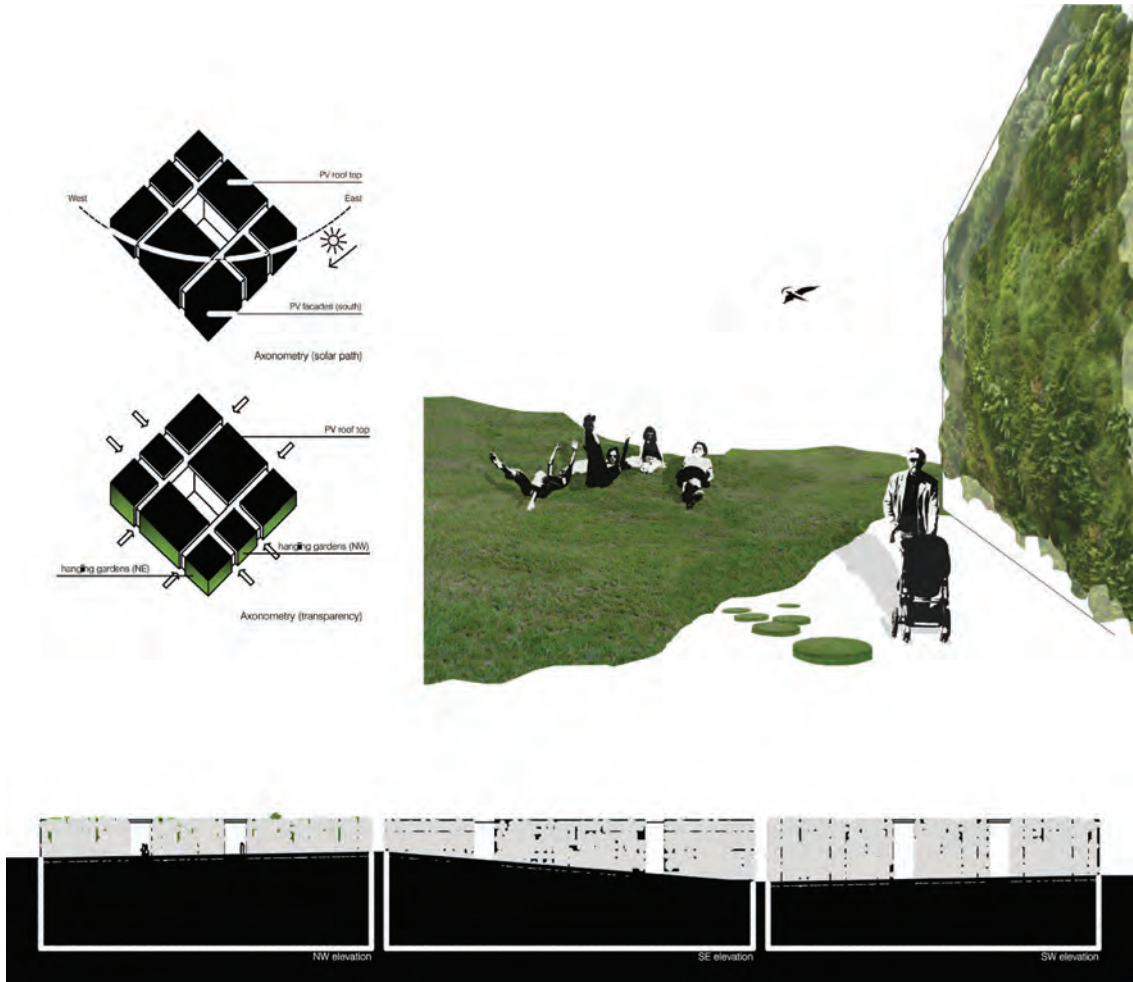 PV roof top
West
East
PV facades (south)
Axonometry (solar path)
PV roof top
hanging gardens (NW)
hanging gardens (NE)
Axonometry (transparency)
NW elevation
SE elevation
SW elevation